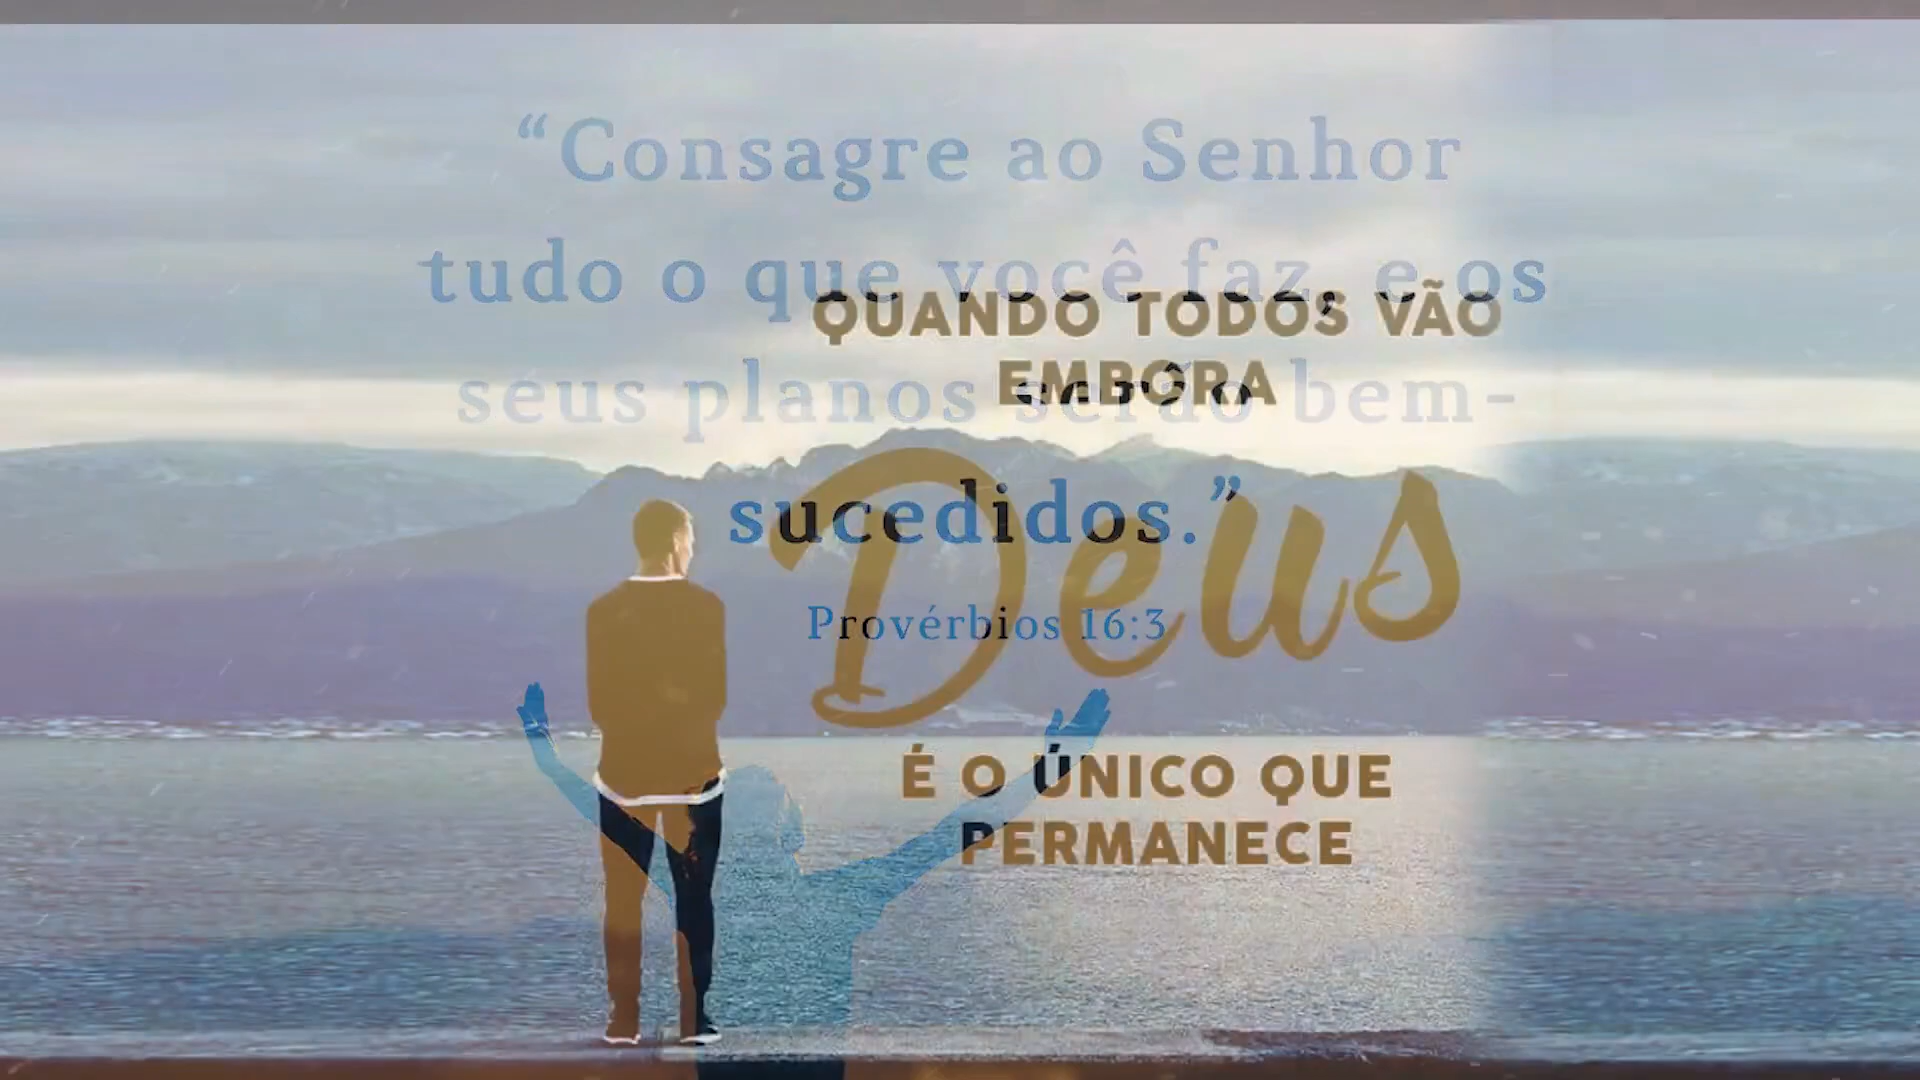 “Consagre ao Senhor
tudo o que você faz, e os
seus planos serão bem-
sucedidos.”
Provérbios 16:3
QUANDO TODOS VÃO
EMBORA
Deus
É O ÚNICO QUE
PERMANECE